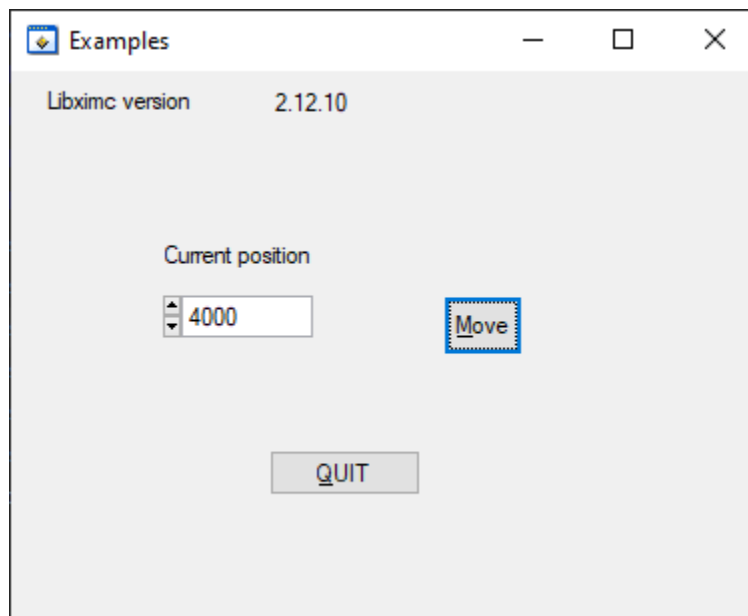 Examples
Libximc version 2.12.10
Current position
4000 Move
QUIT